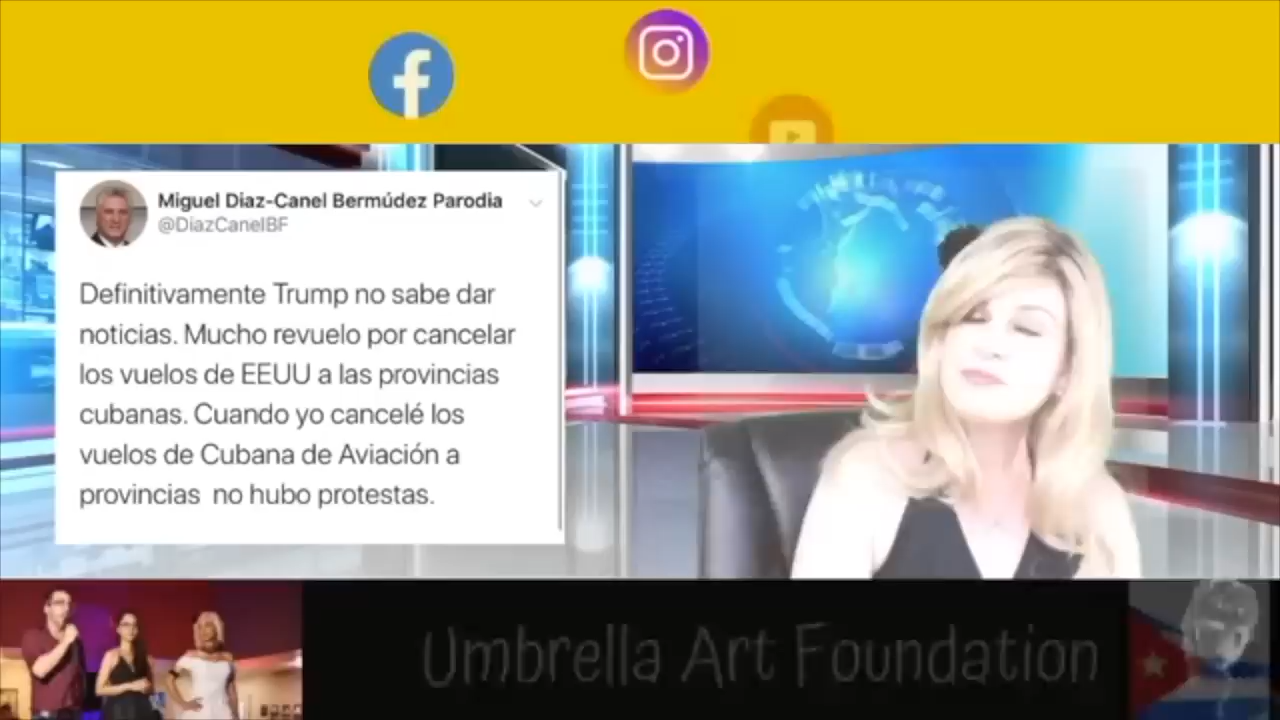 Miguel Diaz-Canel Bermúdez Parodia
@DiazCanelBF
Definitivamente Trump no sabe dar
noticias. Mucho revuelo por cancelar
los vuelos de EEUU a las provincias
cubanas. Cuando yo cancelé los
vuelos de Cubana de Aviación a
provincias no hubo protestas.
Umbrella Art Foundation